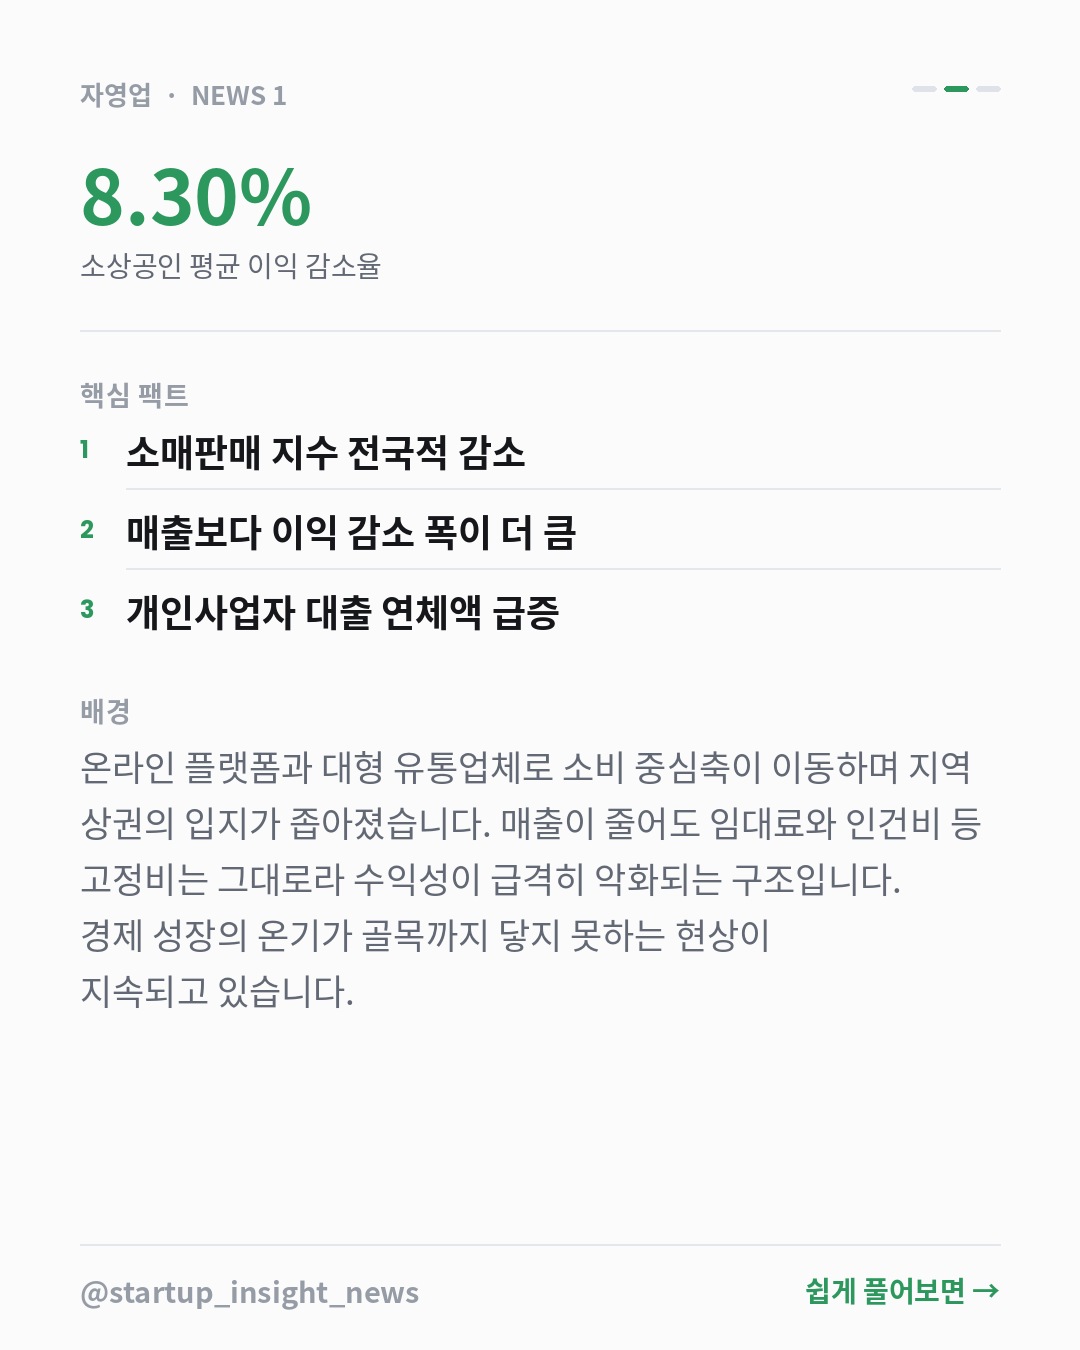 자영업 · NEWS 1
8.30%
소상공인 평균 이익 감소율
핵심 팩트
1 소매판매 지수 전국적 감소
2 매출보다 이익 감소 폭이 더 큼
3 개인사업자 대출 연체액 급증
배경
온라인 플랫폼과 대형 유통업체로 소비 중심축이 이동하며 지역
상권의 입지가 좁아졌습니다. 매출이 줄어도 임대료와 인건비 등
고정비는 그대로라 수익성이 급격히 악화되는 구조입니다.
경제 성장의 온기가 골목까지 닿지 못하는 현상이
지속되고 있습니다.
@startup_insight_news
쉽게 풀어보면 →